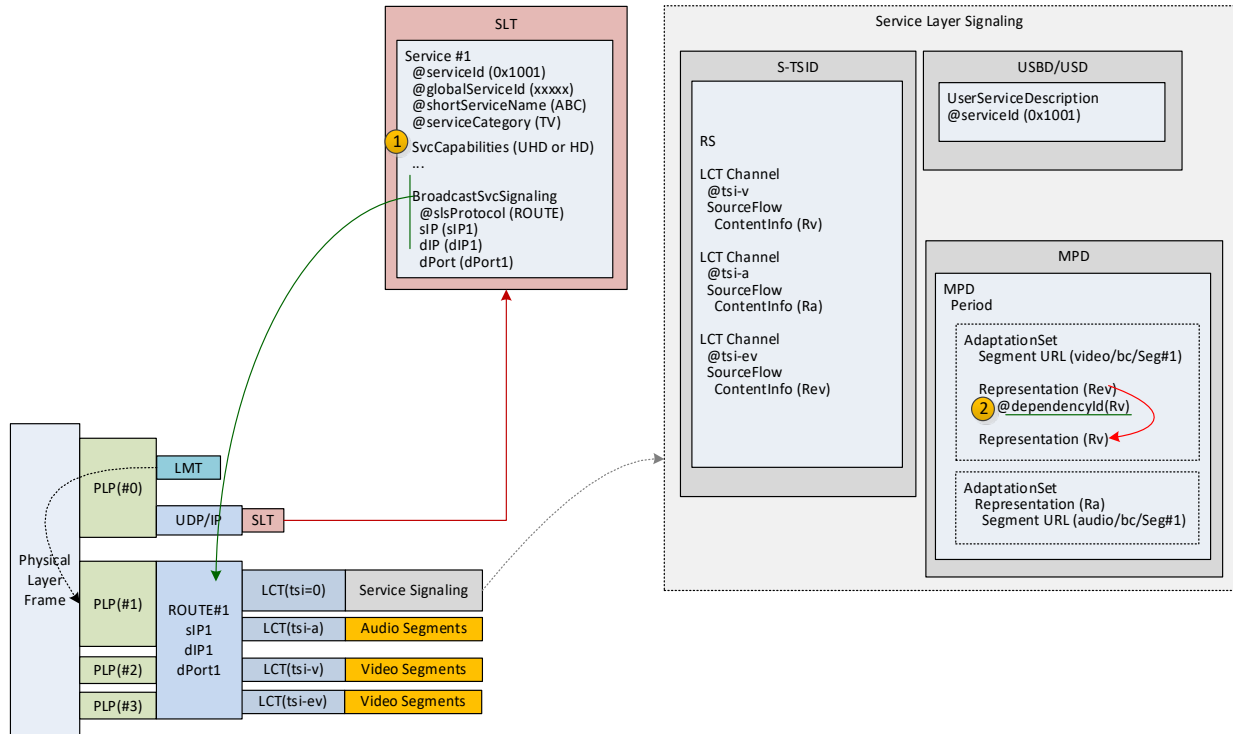 SLT
Service #1
@serviceId (0x1001)
@globalServiceId (xxxxx)
@shortServiceName (ABC)
@serviceCategory (TV)
1
SvcCapabilities (UHD or HD)
...
BroadcastSvcSignaling
@slsProtocol (ROUTE)
sIP (sIP1)
dIP (dIP1)
dPort (dPort1)
Service Layer Signaling
S-TSID
RS
LCT Channel
@tsi-v
SourceFlow
ContentInfo (Rv)
LCT Channel
@tsi-a
SourceFlow
ContentInfo (Ra)
LCT Channel
@tsi-ev
SourceFlow
ContentInfo (Rev)
USBD/USD
UserServiceDescription
@serviceId (0x1001)
MPD
MPD
Period
AdaptationSet
Segment URL (video/bc/Seg#1)
Representation (Rev)
2 @dependencyId(Rv)
Representation (Rv)
AdaptationSet
Representation (Ra)
Segment URL (audio/bc/Seg#1)
Physical
Layer
Frame
PLP(#0)
LMT
UDP/IP
SLT
PLP(#1)
PLP(#2)
PLP(#3)
ROUTE#1
sIP1
dIP1
dPort1
LCT(tsi=0)
Service Signaling
LCT(tsi-a)
Audio Segments
LCT(tsi-v)
Video Segments
LCT(tsi-ev)
Video Segments